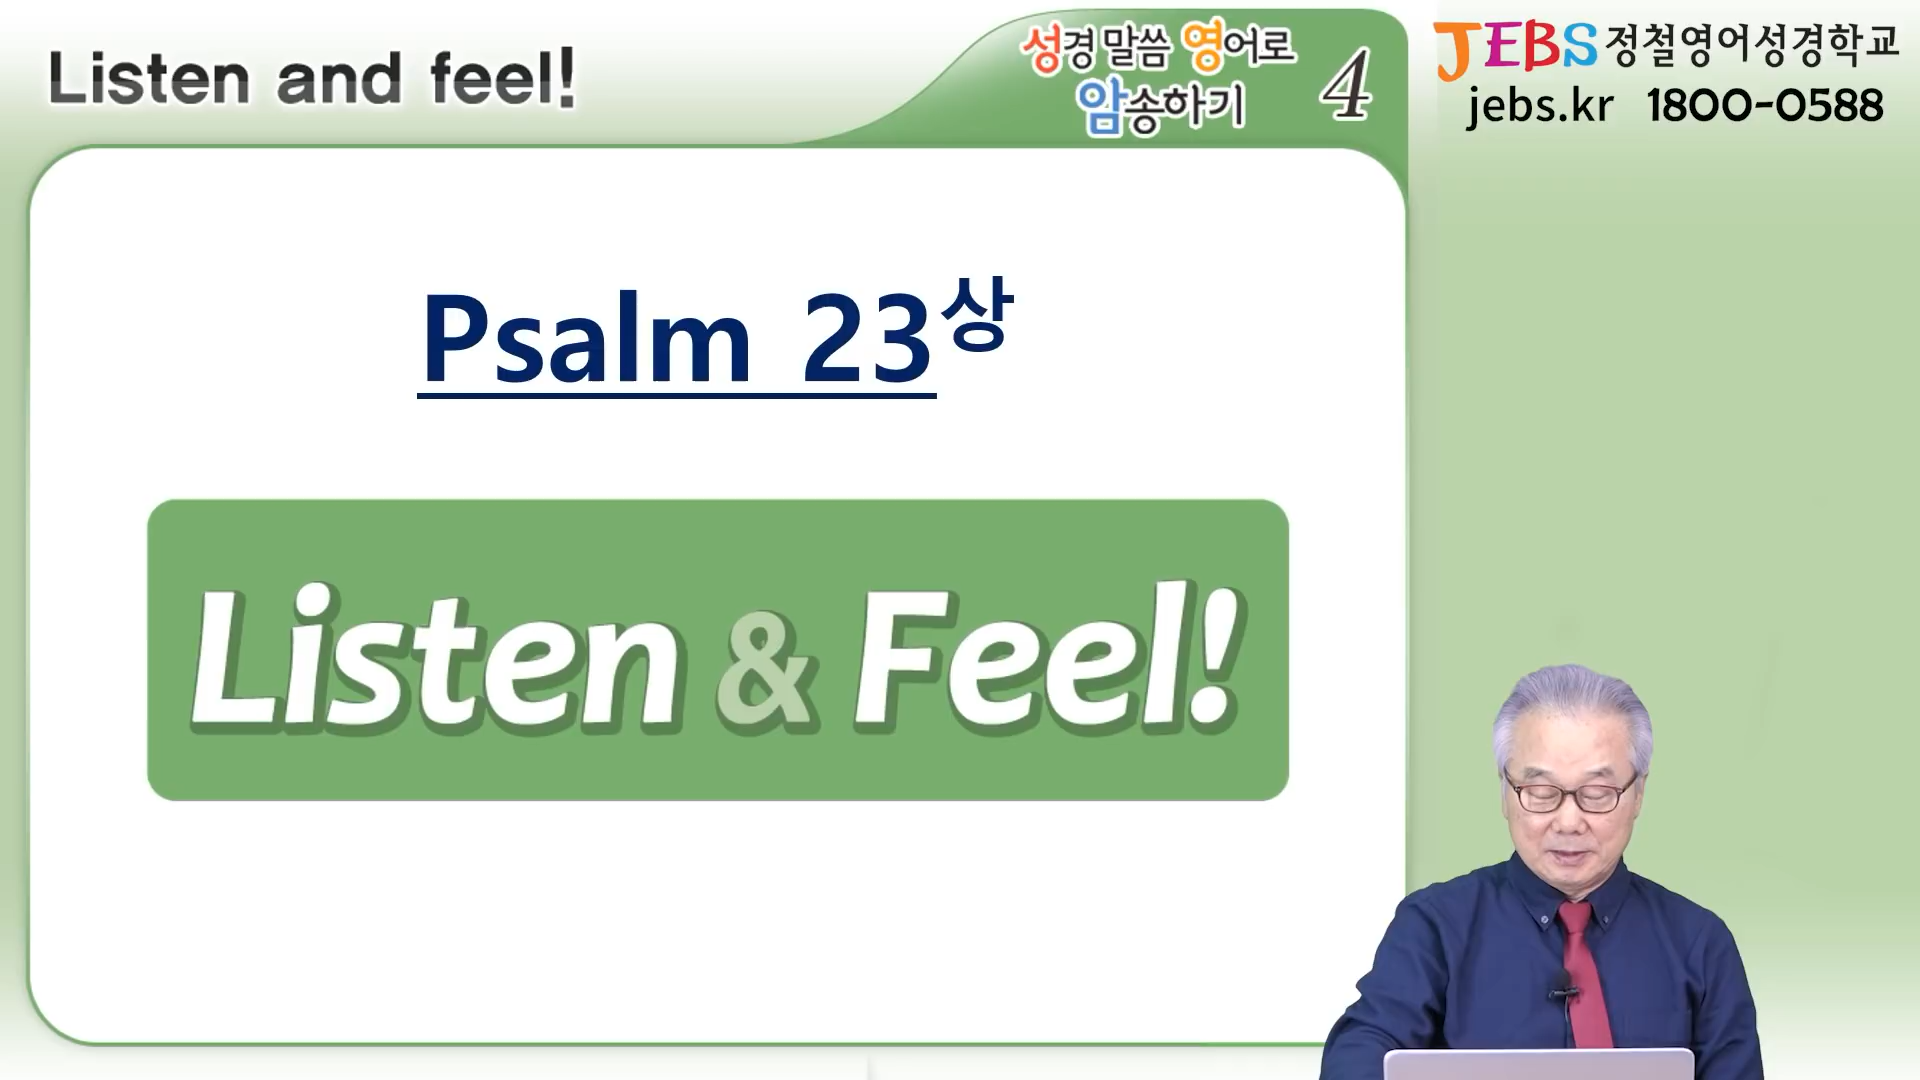 Listen and feel!
성경 말씀 영어로
암송하기
4
JEBS 정철영어성경학교
jebs.kr 1800-0588
Psalm 23상
Listen & Feel!